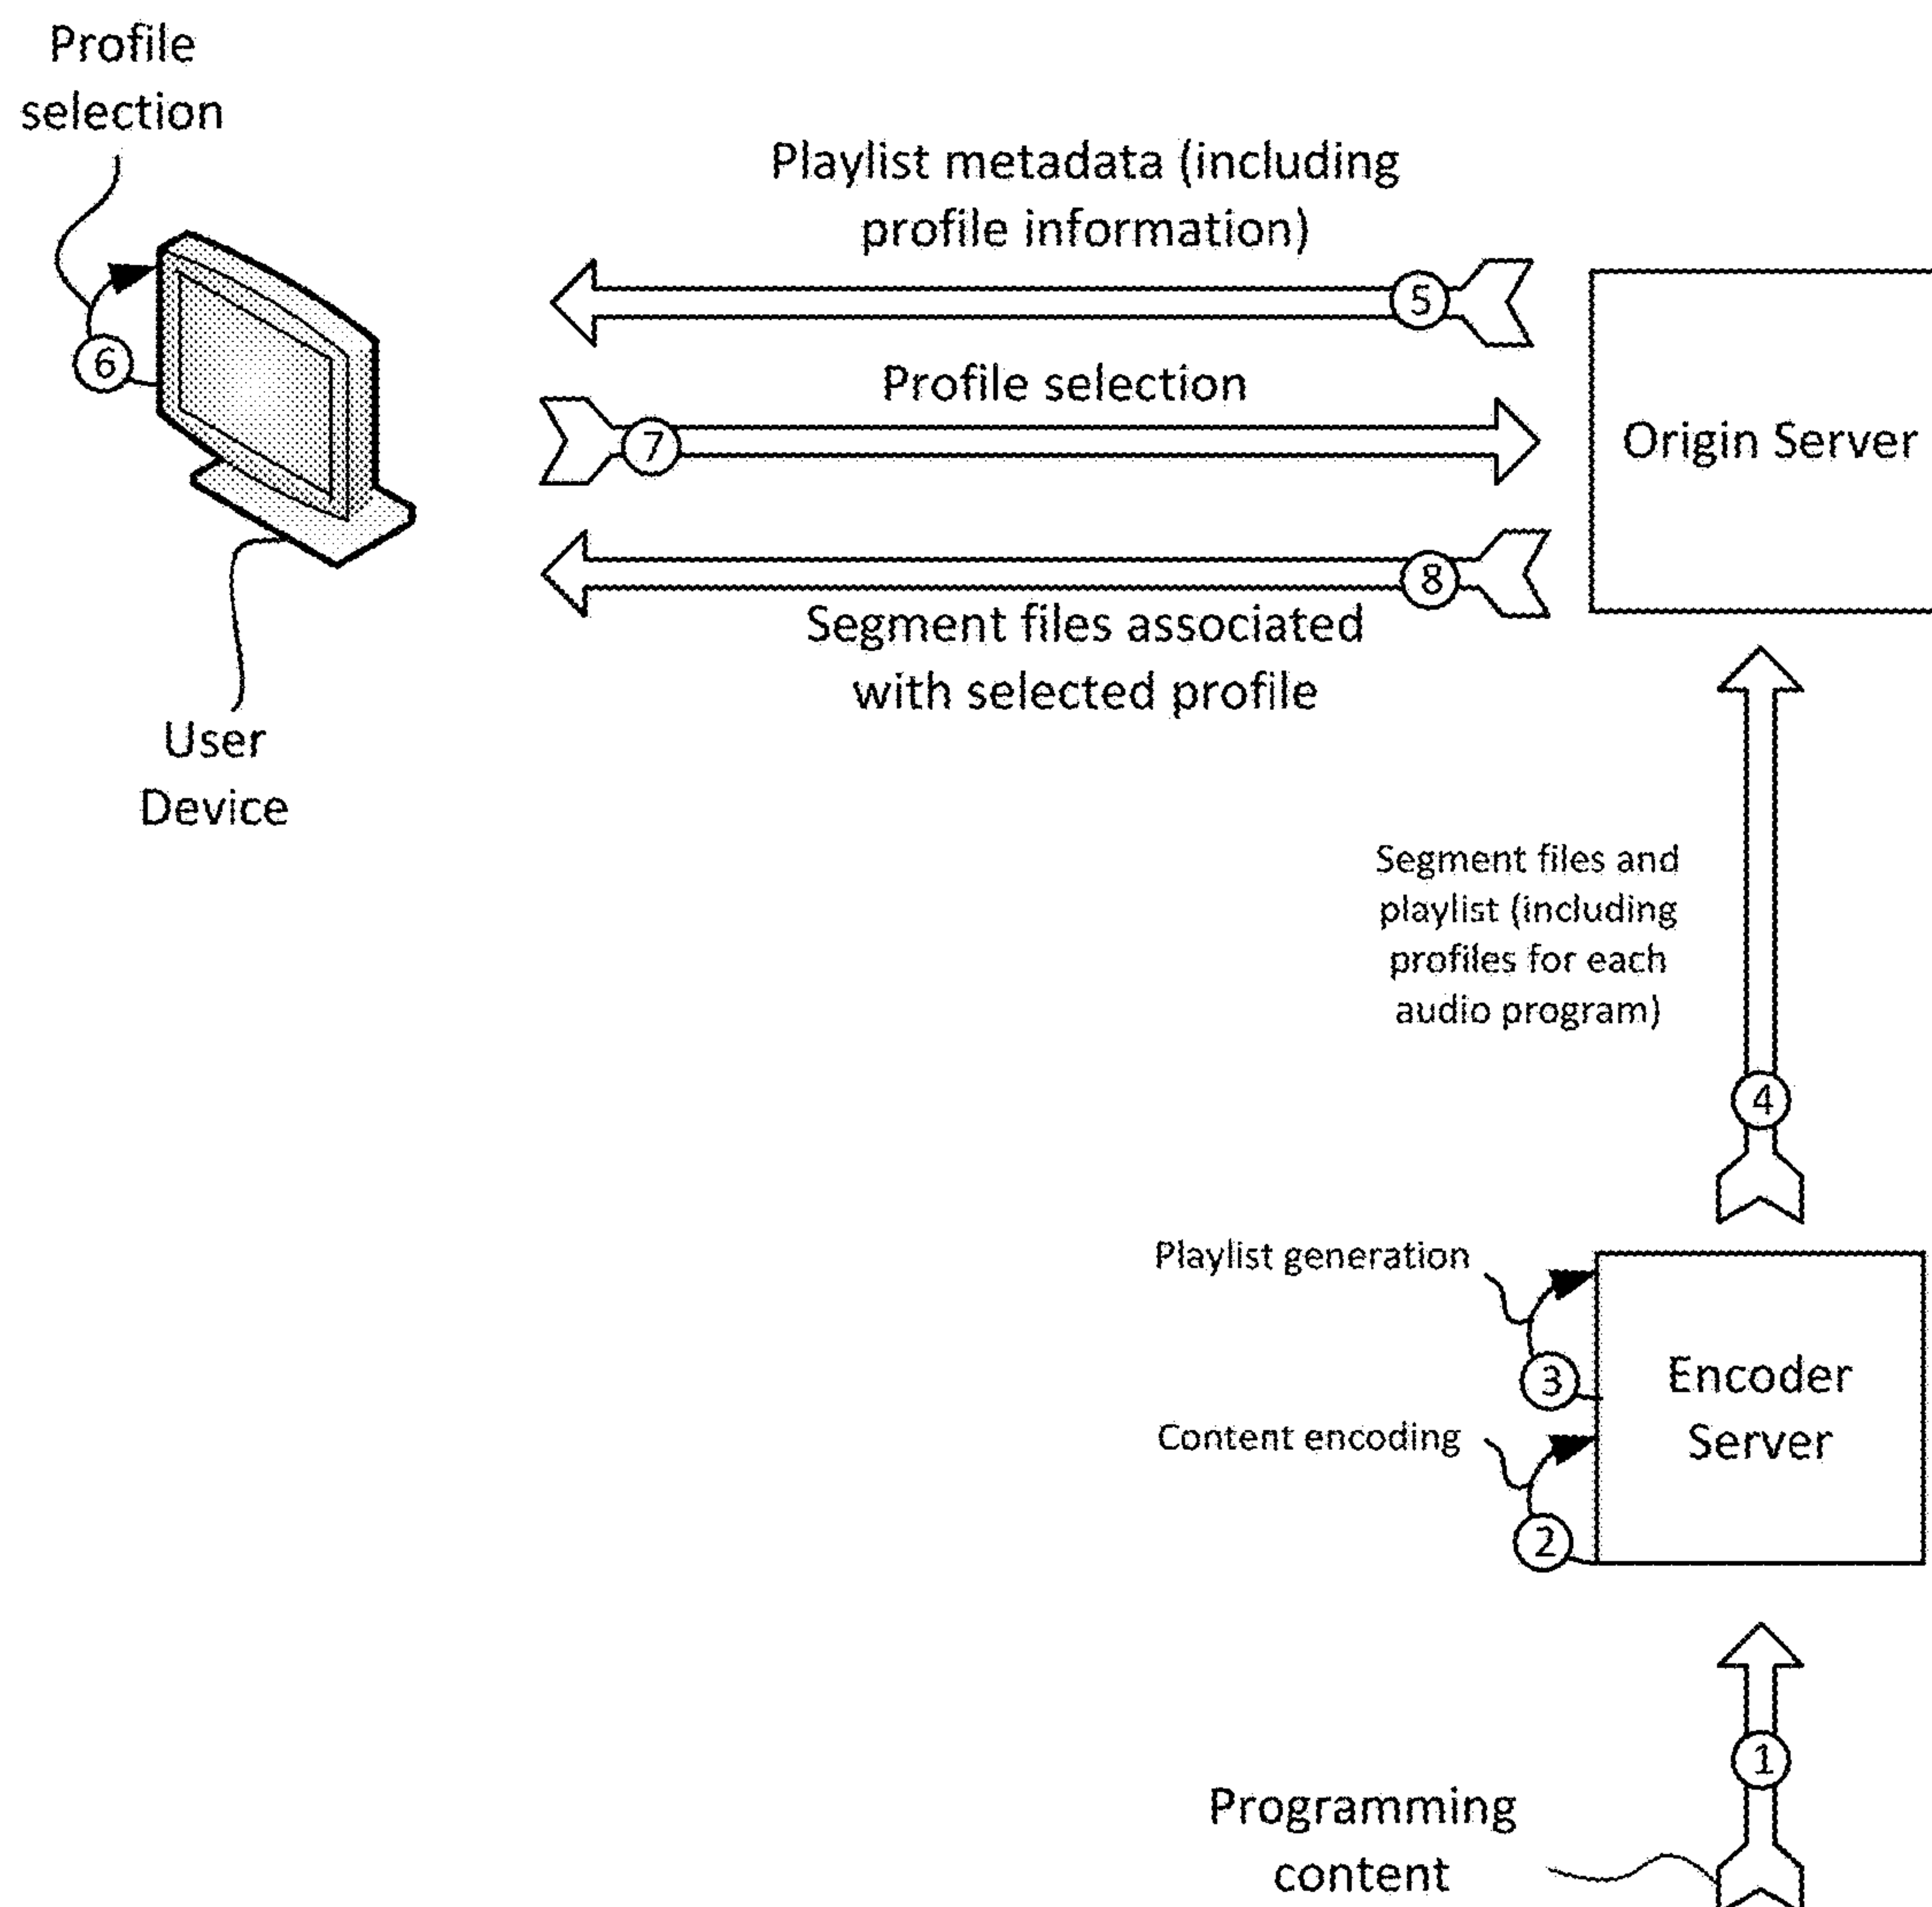 Profile
selection
Playlist metadata (including
profile information)
5
Profile selection
6
7
Origin Server
8
Segment files associated
with selected profile
User
Device
Segment files and
playlist (including
profiles for each
audio program)
4
Playlist generation
3
Encoder
Server
Content encoding
2
1
Programming
content